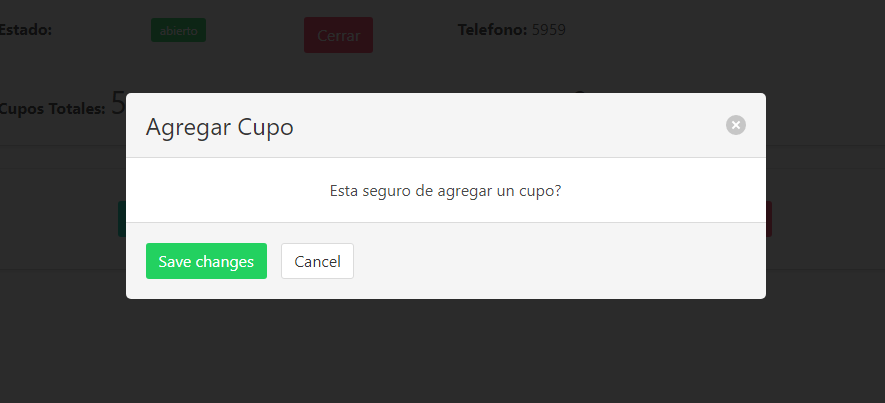 Estado: abierto Cerrar Telefono: 5959
Cupos Totales: 5
Agregar Cupo
Esta seguro de agregar un cupo?
Save changes Cancel